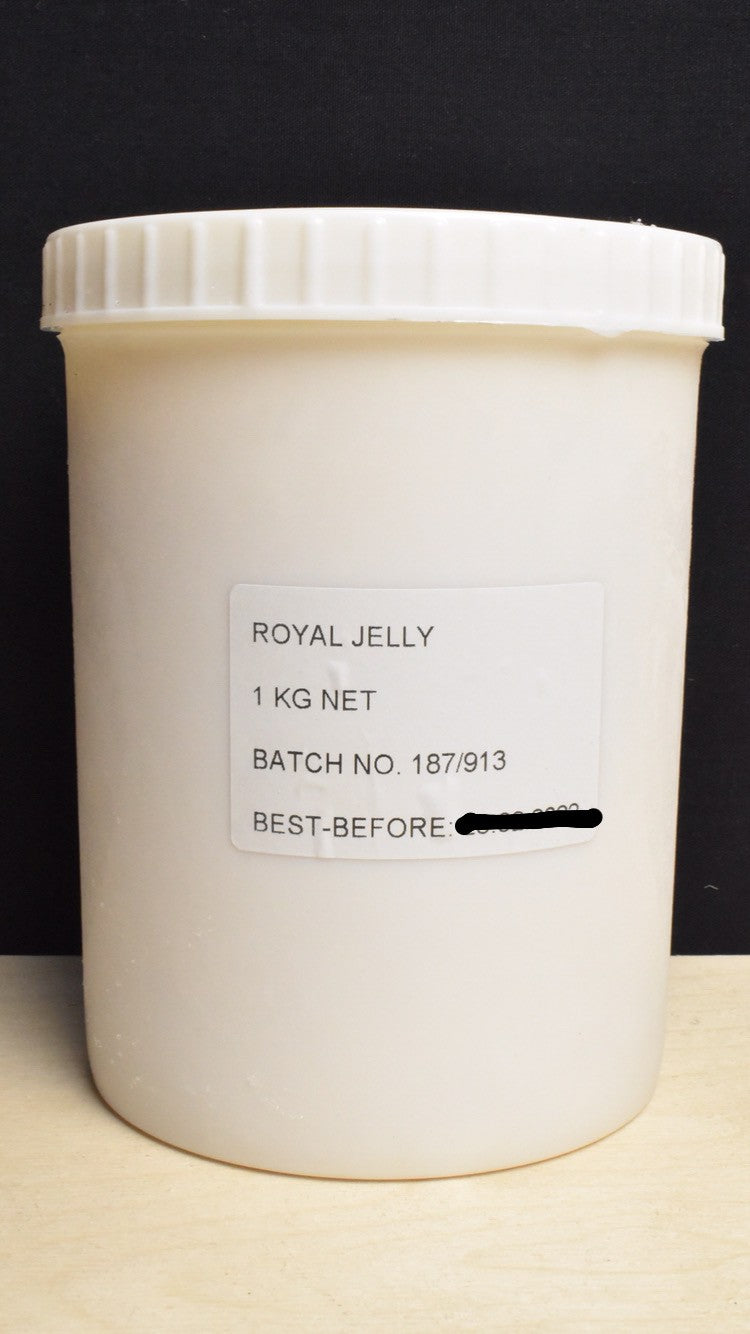 ROYAL JELLY
1 KG NET
BATCH NO. 187/913
BEST-BEFORE: